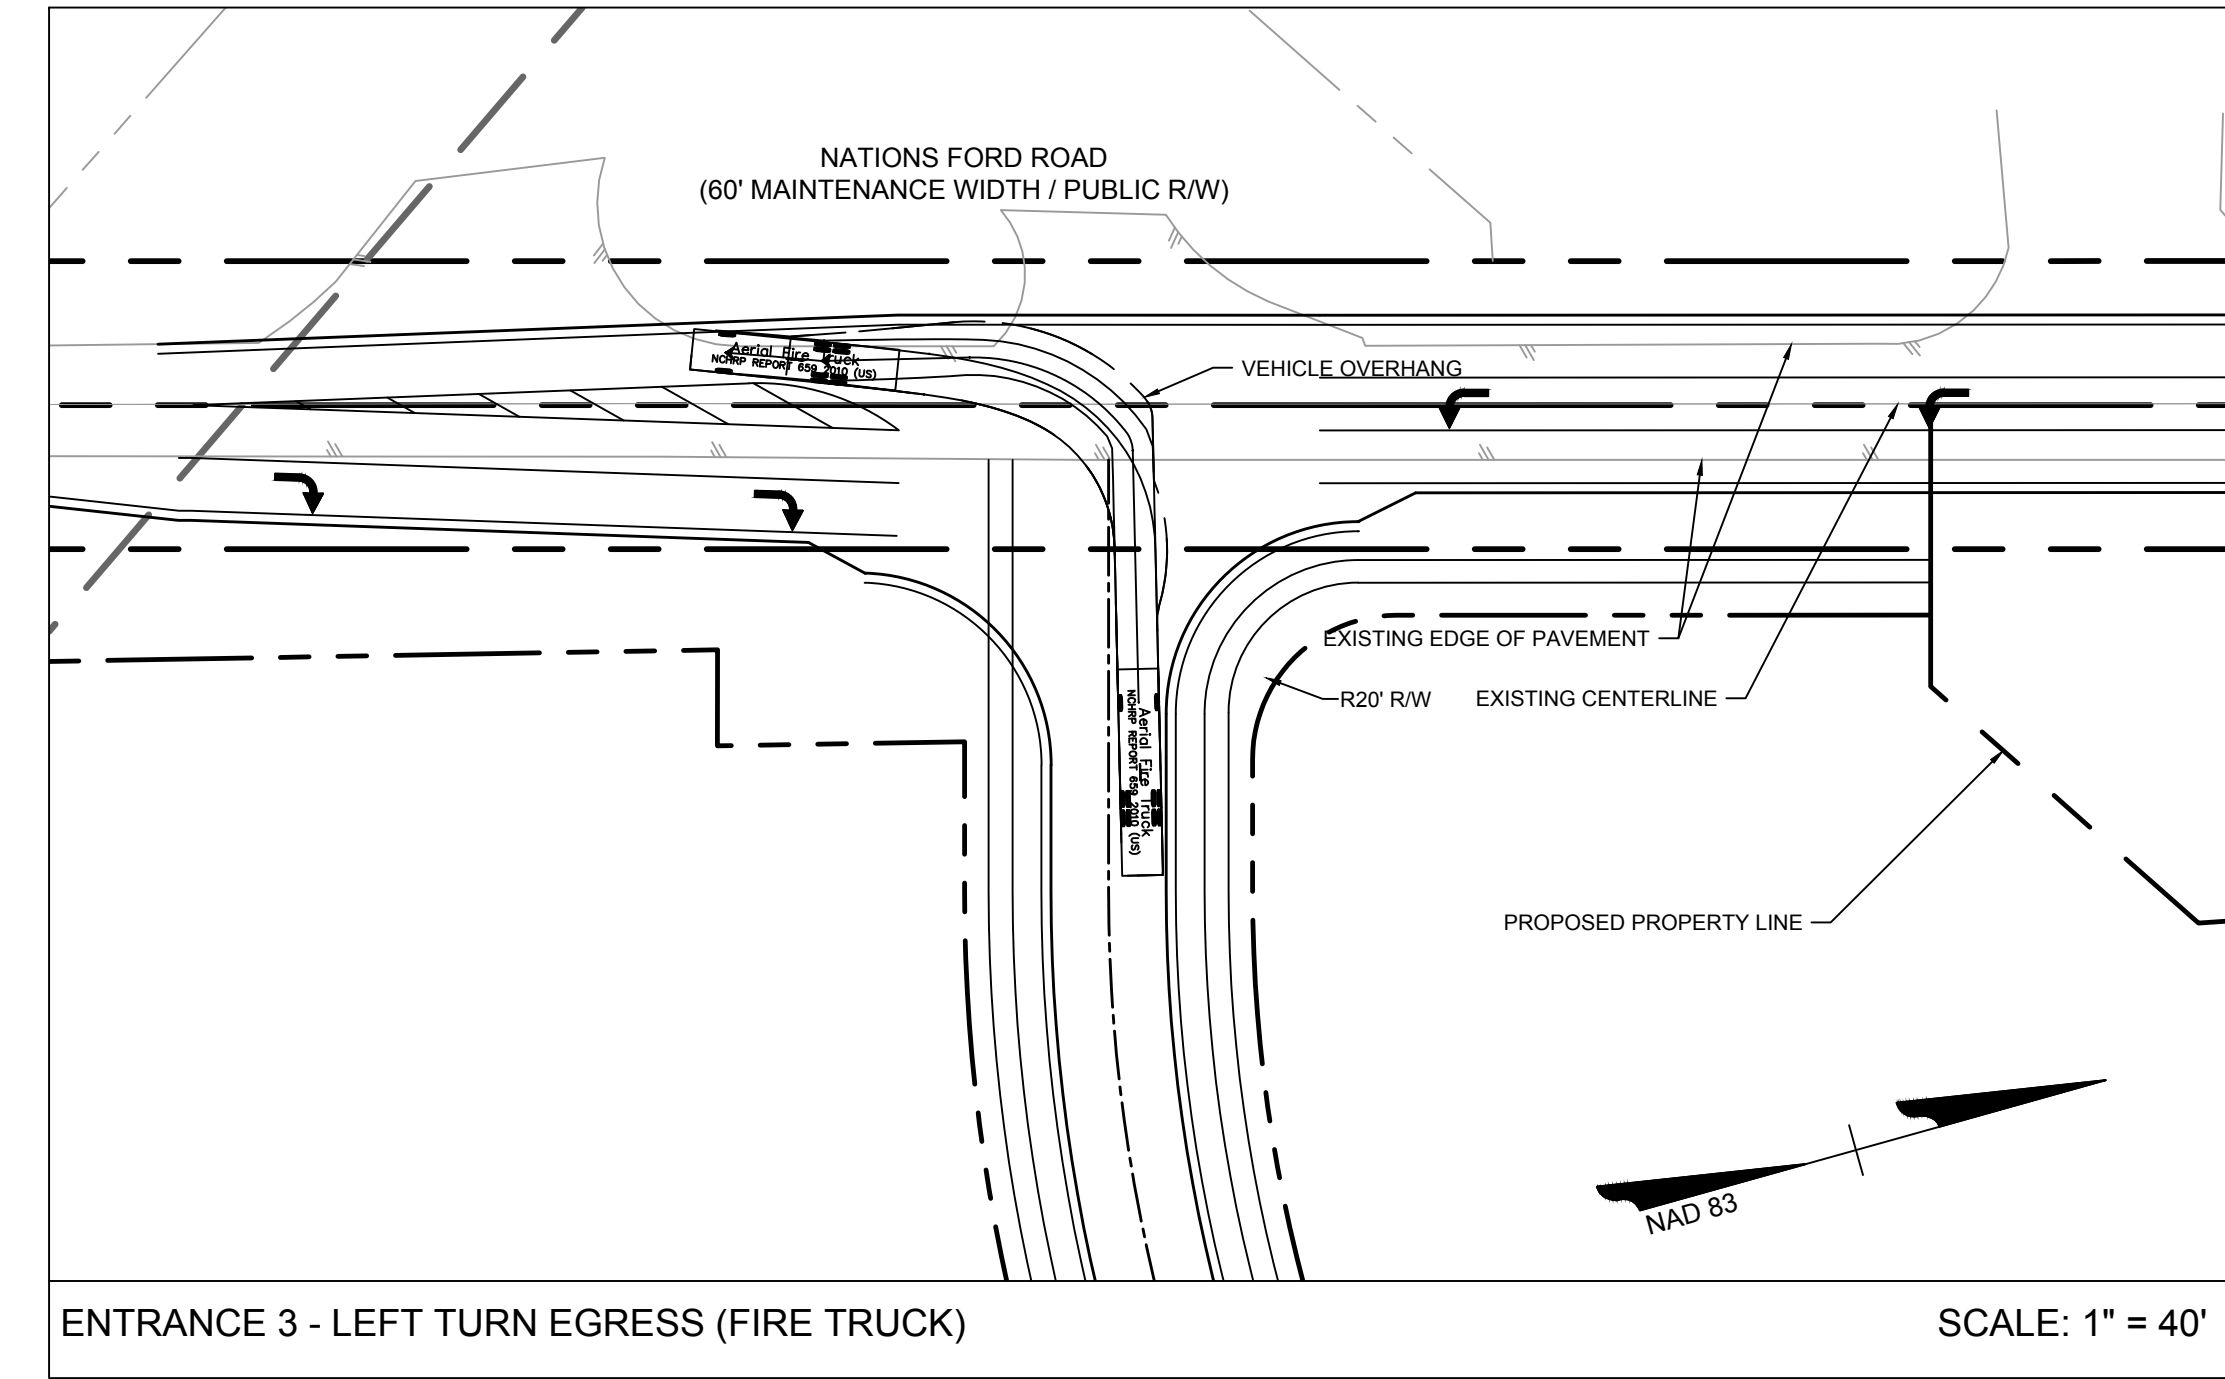 NATIONS FORD ROAD
(60' MAINTENANCE WIDTH / PUBLIC R/W)
Aerial Fire Truck
NCHRP REPORT 659 2010 (US)
VEHICLE OVERHANG
EXISTING EDGE OF PAVEMENT
R20' R/W
EXISTING CENTERLINE
Aerial Fire Truck
NCHRP REPORT 659 2010 (US)
PROPOSED PROPERTY LINE
NAD 83
ENTRANCE 3 - LEFT TURN EGRESS (FIRE TRUCK)
SCALE: 1" = 40'